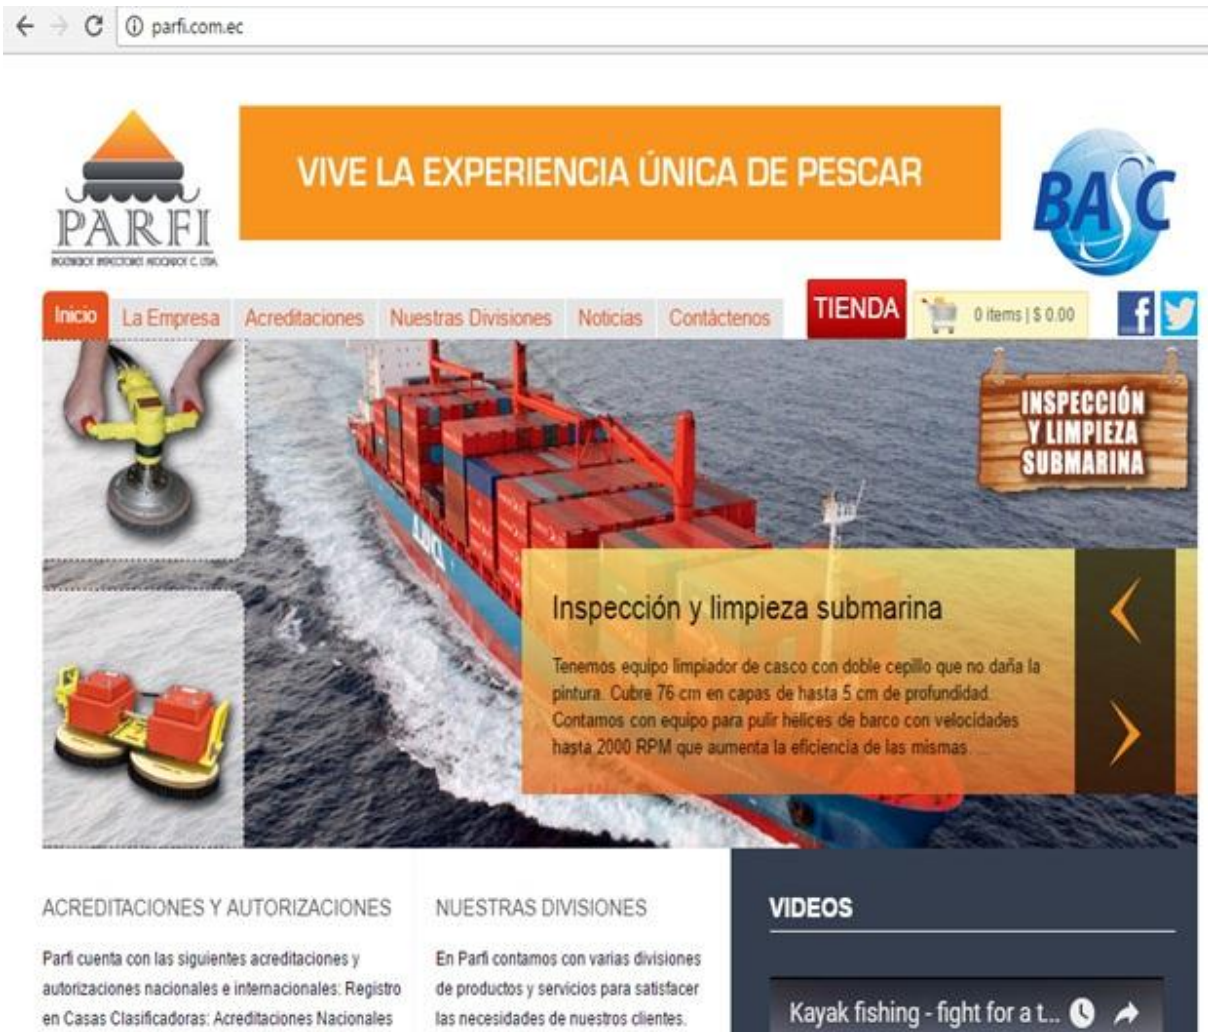 parfi.com.ec
VIVE LA EXPERIENCIA ÚNICA DE PESCAR
PARFI
INGENIEROS INSPECTORES ASOCIADOS C. LTDA.
BASC
Inicio
La Empresa
Acreditaciones
Nuestras Divisiones
Noticias
Contáctenos
TIENDA
0 items | $ 0.00
INSPECCIÓN
Y LIMPIEZA
SUBMARINA
Inspección y limpieza submarina
Tenemos equipo limpiador de casco con doble cepillo que no daña la
pintura. Cubre 76 cm en capas de hasta 5 cm de profundidad.
Contamos con equipo para pulir hélices de barco con velocidades
hasta 2000 RPM que aumenta la eficiencia de las mismas.
ACREDITACIONES Y AUTORIZACIONES
Parfi cuenta con las siguientes acreditaciones y
autorizaciones nacionales e internacionales: Registro
en Casas Clasificadoras: Acreditaciones Nacionales
NUESTRAS DIVISIONES
En Parfi contamos con varias divisiones
de productos y servicios para satisfacer
las necesidades de nuestros clientes.
VIDEOS
Kayak fishing - fight for a t...